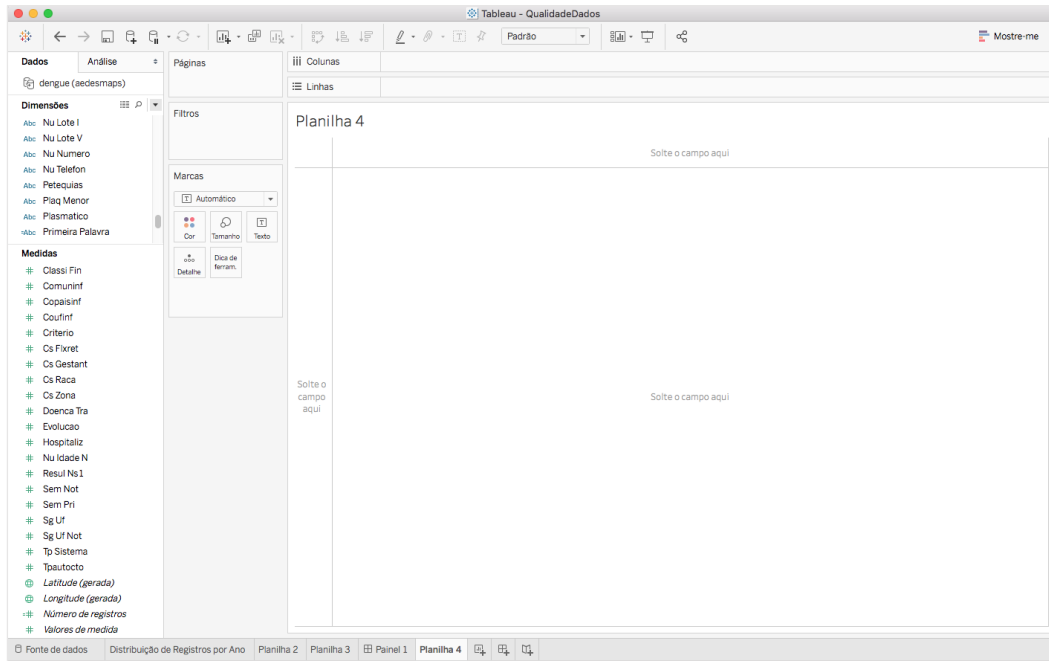 Tableau - QualidadeDados
Padrão
Mostre-me
Dados
Análise
dengue (aedesmaps)
Dimensões
Abc Nu Lote I
Abc Nu Lote V
Abc Nu Numero
Abc Nu Telefon
Abc Petequias
Abc Plaq Menor
Abc Plasmatico
=Abc Primeira Palavra
Medidas
# Classi Fin
# Comuninf
# Copaisinf
# Coufinf
# Criterio
# Cs Flxret
# Cs Gestant
# Cs Raca
# Cs Zona
# Doenca Tra
# Evolucao
# Hospitaliz
# Nu Idade N
# Resul Ns1
# Sem Not
# Sem Pri
# Sg Uf
# Sg Uf Not
# Tp Sistema
# Tpautocto
Latitude (gerada)
Longitude (gerada)
=# Número de registros
# Valores de medida
Páginas
Filtros
Marcas
T Automático
Cor
Tamanho
T
Texto
Detalhe
Dica de
ferram.
Colunas
Linhas
Planilha 4
Solte o campo aqui
Solte o
campo
aqui
Solte o campo aqui
Fonte de dados
Distribuição de Registros por Ano
Planilha 2
Planilha 3
Painel 1
Planilha 4